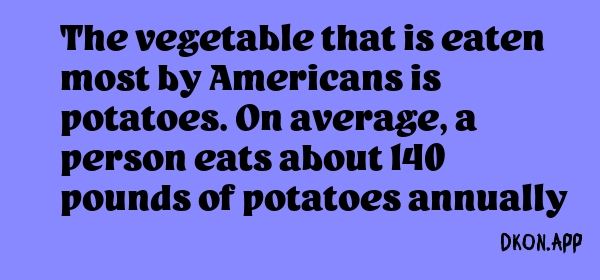 The vegetable that is eaten
most by Americans is
potatoes. On average, a
person eats about 140
pounds of potatoes annually
DKON.APP